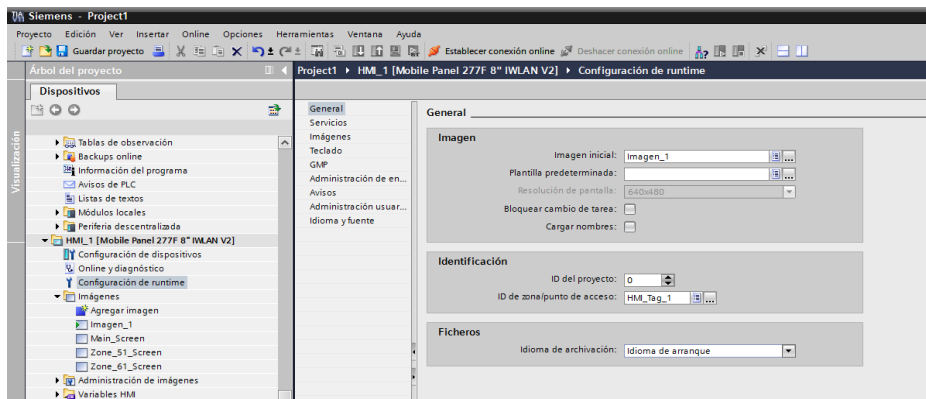 Siemens - Project1
Proyecto Edición Ver Insertar Online Opciones Herramientas Ventana Ayuda
Guardar proyecto Establecer conexión online Deshacer conexión online
Árbol del proyecto
Project1 HMI_1 [Mobile Panel 277F 8" IWLAN V2] Configuración de runtime
Dispositivos
Visualización
Tablas de observación
Backups online
Información del programa
Avisos de PLC
Listas de textos
Módulos locales
Periferia descentralizada
HMI_1 [Mobile Panel 277F 8" IWLAN V2]
Configuración de dispositivos
Online y diagnóstico
Configuración de runtime
Imágenes
Agregar imagen
Imagen_1
Main_Screen
Zone_51_Screen
Zone_61_Screen
Administración de imágenes
Variables HMI
General
Servicios
Imágenes
Teclado
GMP
Administración de en...
Avisos
Administración usuar...
Idioma y fuente
General
Imagen
Imagen inicial: Imagen_1
Plantilla predeterminada:
Resolución de pantalla: 640x480
Bloquear cambio de tarea:
Cargar nombres:
Identificación
ID del proyecto: 0
ID de zona/punto de acceso: HMI_Tag_1
Ficheros
Idioma de archivación: Idioma de arranque